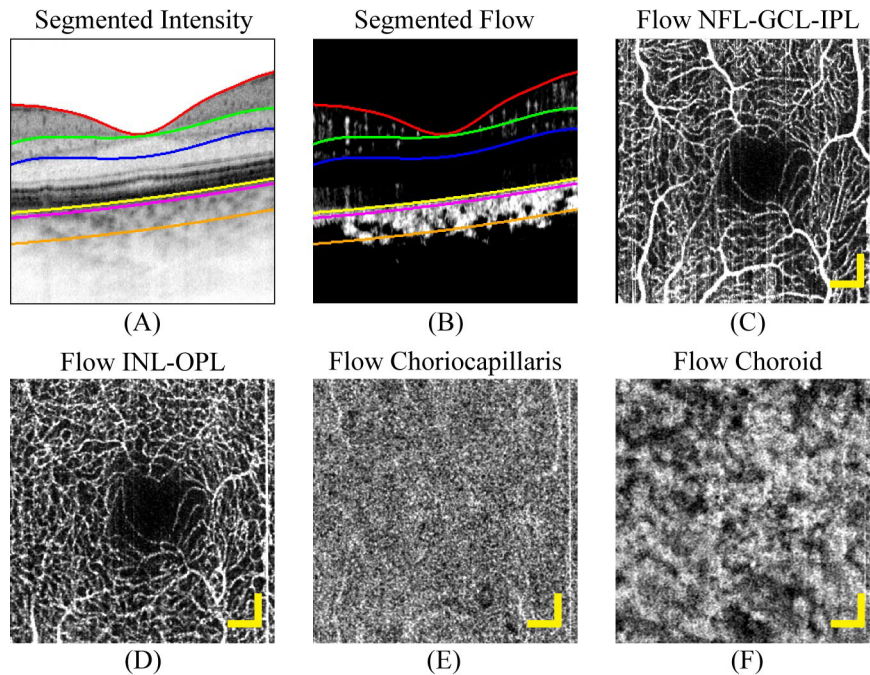 Segmented Intensity
Segmented Flow
Flow NFL-GCL-IPL
(A)
(B)
(C)
Flow INL-OPL
Flow Choriocapillaris
Flow Choroid
(D)
(E)
(F)